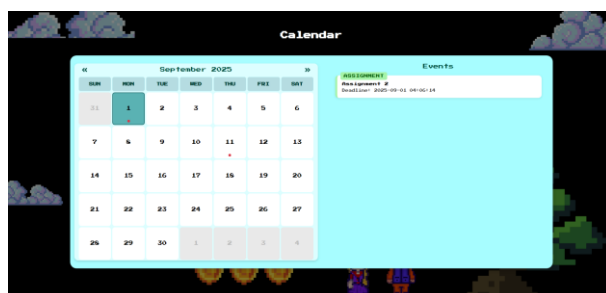 Calendar
« September 2025 »
SUN MON TUE WED THU FRI SAT
31 1 2 3 4 5 6
7 8 9 10 11 12 13
14 15 16 17 18 19 20
21 22 23 24 25 26 27
28 29 30 1 2 3 4
Events
ASSIGNMENT
Assignment 2
Deadline: 2025-09-01 04:06:14